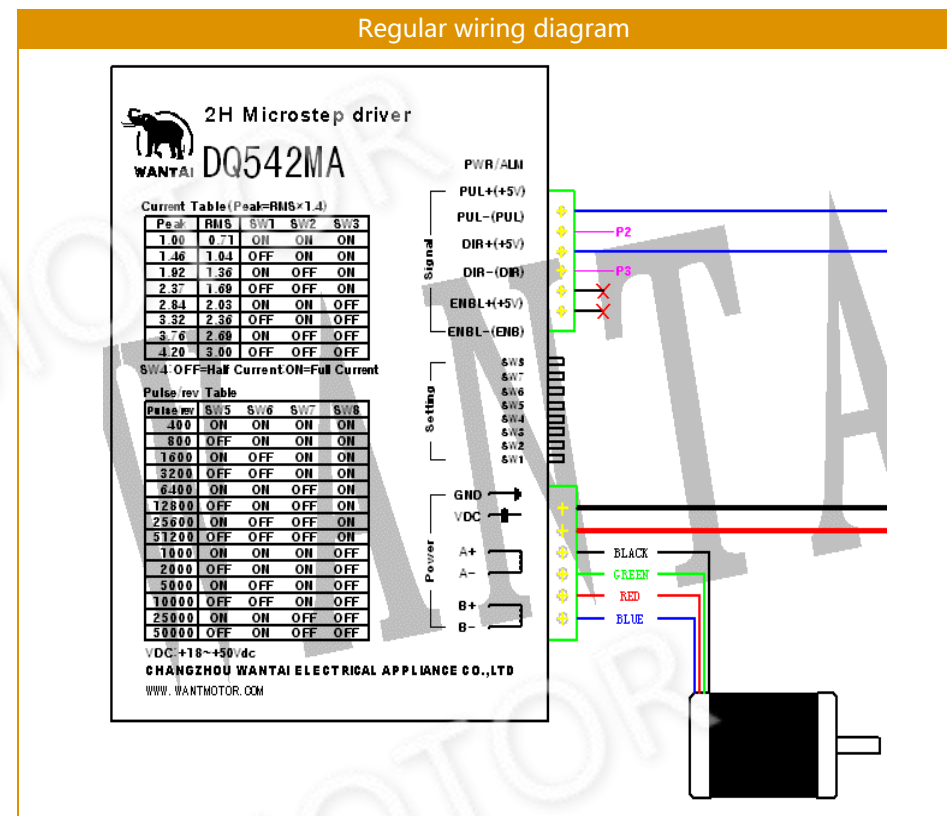 Regular wiring diagram
2H Microstep driver
WANTAI DQ542MA
PWR/ALM
Current Table(Peak=RMS×1.4)
Peak RMS SW1 SW2 SW3
1.00 0.71 ON ON ON
1.46 1.04 OFF ON ON
1.92 1.36 ON OFF ON
2.37 1.69 OFF OFF ON
2.84 2.03 ON ON OFF
3.32 2.36 OFF ON OFF
3.76 2.69 ON OFF OFF
4.20 3.00 OFF OFF OFF
SW4:OFF=Half Current:ON=Full Current
Pulse/rev Table
Pulse/rev SW5 SW6 SW7 SW8
400 ON ON ON ON
800 OFF ON ON ON
1600 ON OFF ON ON
3200 OFF OFF ON ON
6400 ON ON OFF ON
12800 OFF ON OFF ON
25600 ON OFF OFF ON
51200 OFF OFF OFF ON
1000 ON ON ON OFF
2000 OFF ON ON OFF
5000 ON OFF ON OFF
10000 OFF OFF ON OFF
25000 ON ON OFF OFF
50000 OFF ON OFF OFF
VDC:+18~+50Vdc
CHANGZHOU WANTAI ELECTRICAL APPLIANCE CO.,LTD
WWW.WANTMOTOR.COM
Signal
PUL+(+5V)
PUL-(PUL)
DIR+(+5V)
DIR-(DIR)
ENBL+(+5V)
ENBL-(ENB)
P2
P3
Setting
SW8
SW7
SW6
SW5
SW4
SW3
SW2
SW1
Power
GND
VDC
A+
A-
B+
B-
BLACK
GREEN
RED
BLUE
WANTA
MOTOR
MOTOR